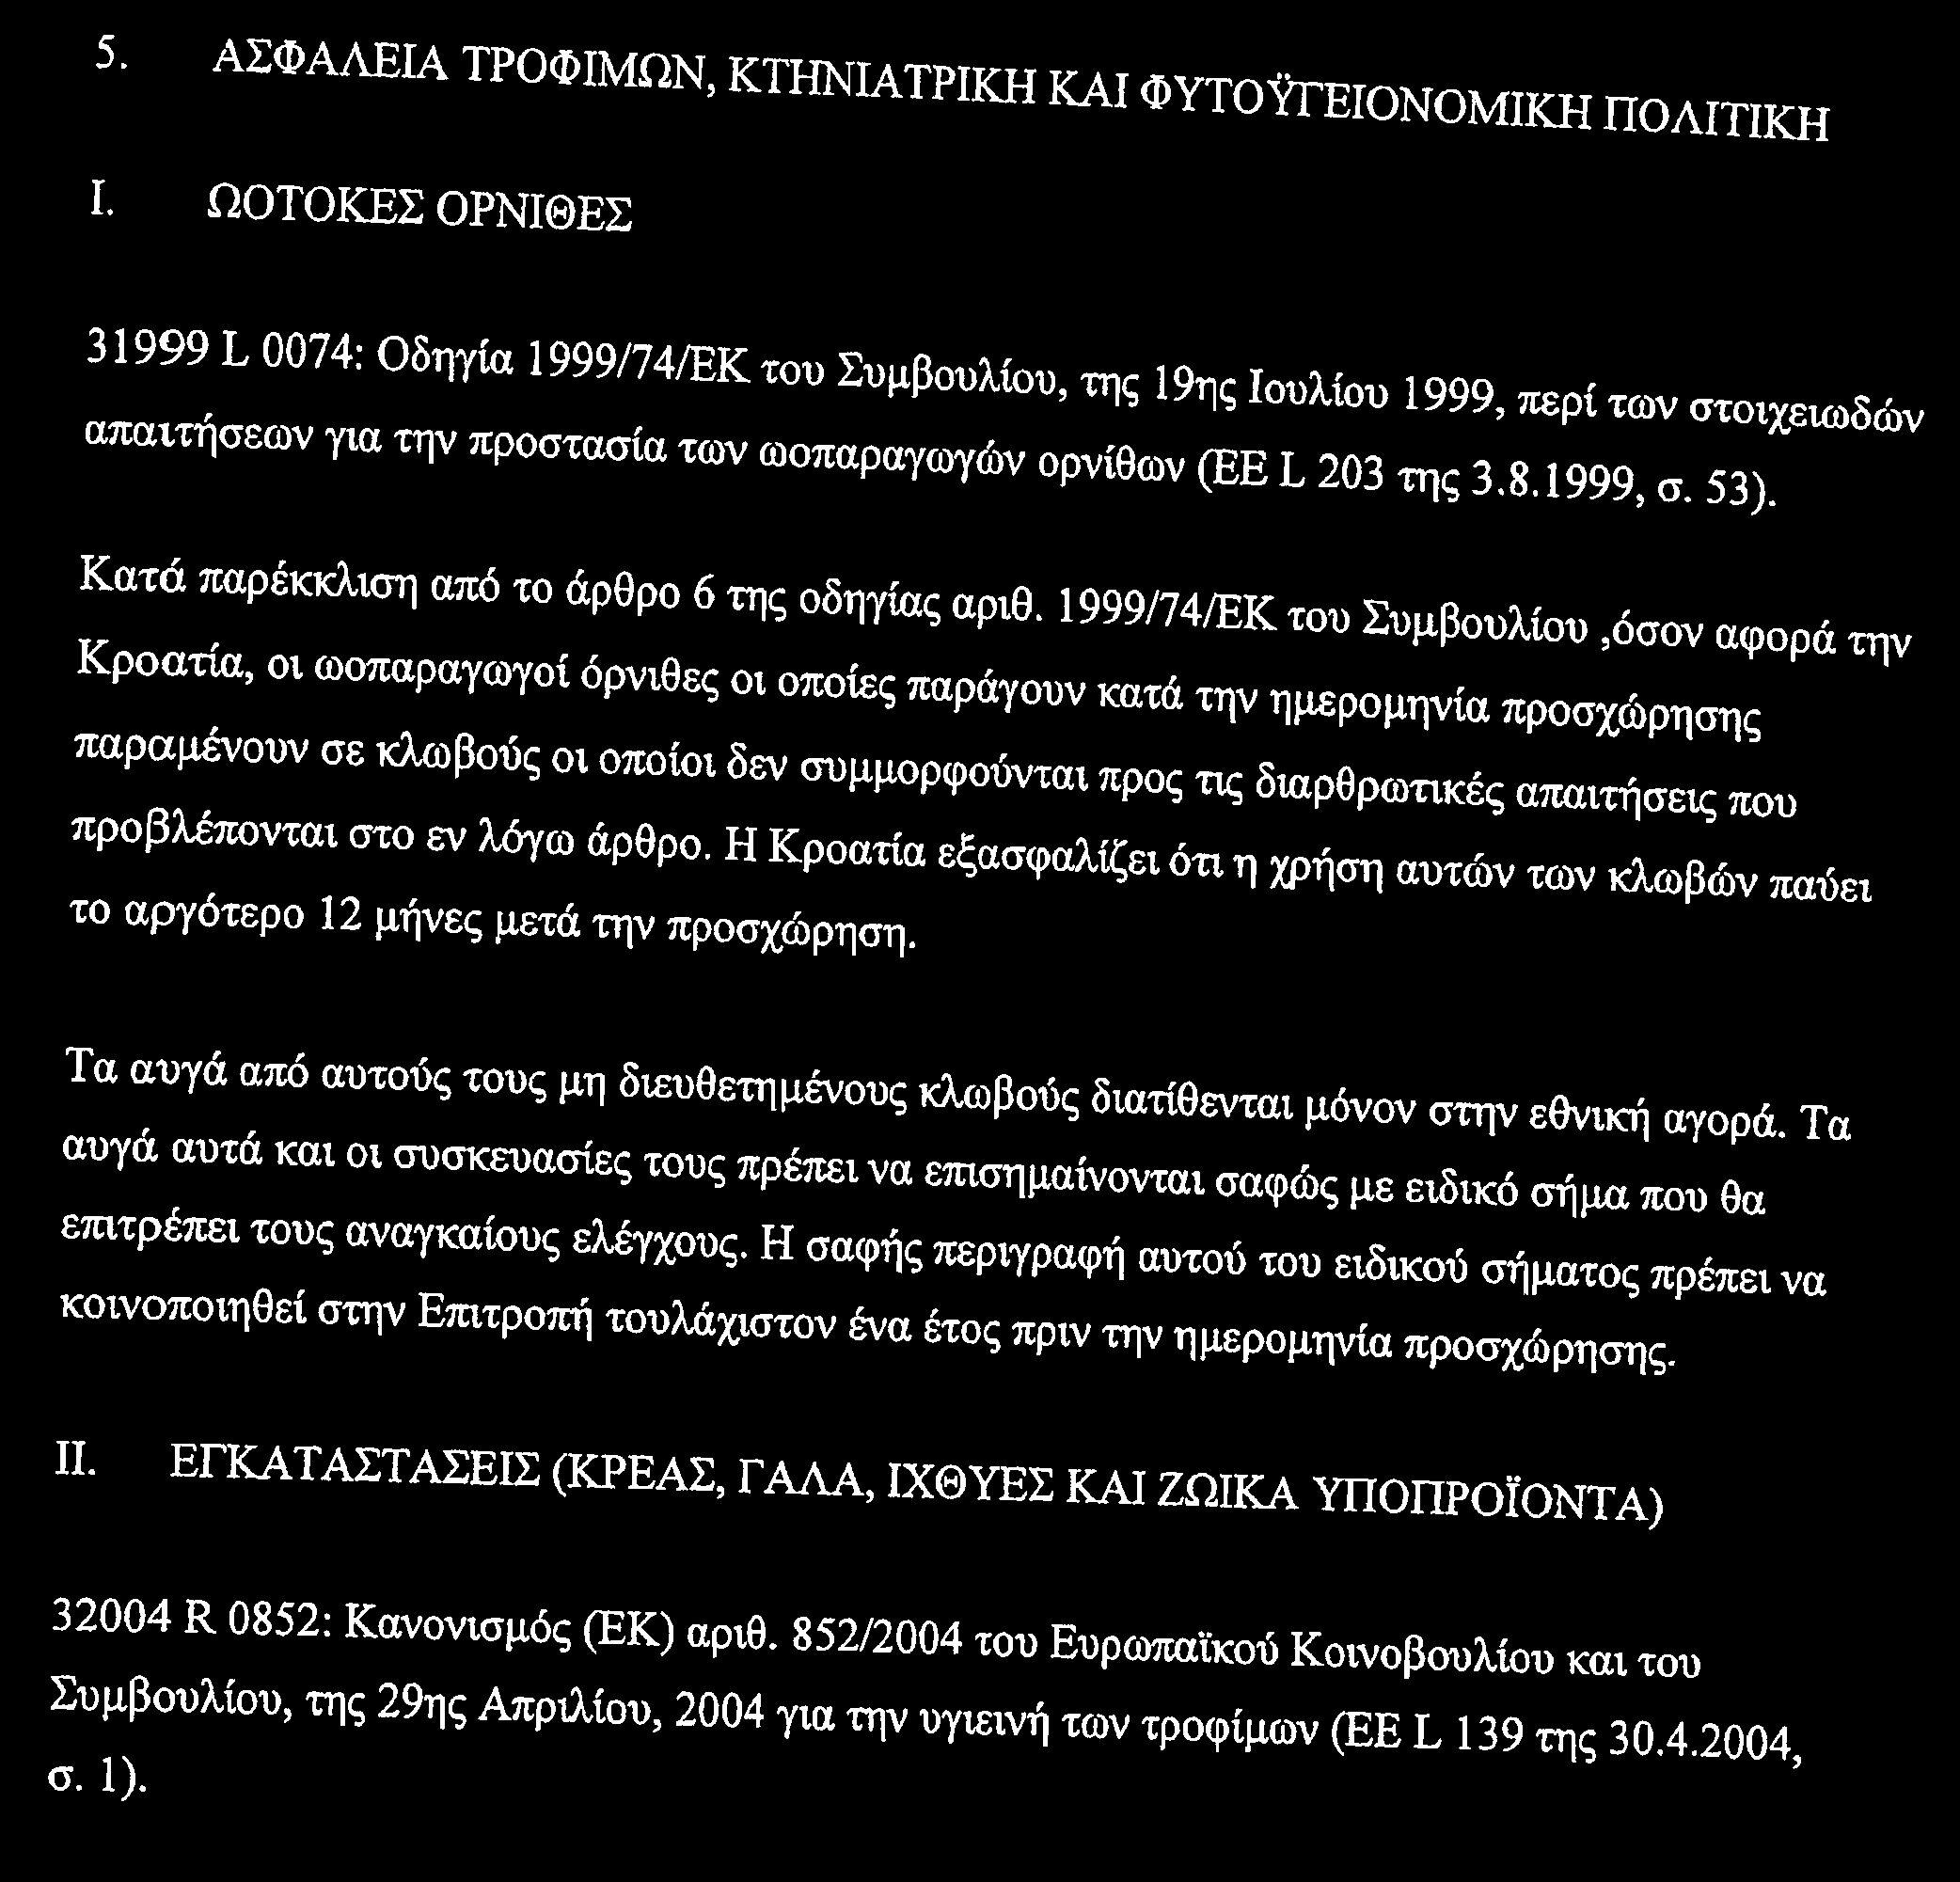 5. ΑΣΦΑΛΕΙΑ ΤΡΟΦΙΜΩΝ, ΚΤΗΝΙΑΤΡΙΚΗ ΚΑΙ ΦΥΤΟΫΓΕΙΟΝΟΜΙΚΗ ΠΟΛΙΤΙΚΗ
I. ΩΟΤΟΚΕΣ ΟΡΝΙΘΕΣ
31999 L 0074: Οδηγία 1999/74/ΕΚ του Συμβουλίου, της 19ης Ιουλίου 1999, περί των στοιχειωδών
απαιτήσεων για την προστασία των ωοπαραγωγών ορνίθων (ΕΕ L 203 της 3.8.1999, σ. 53).
Κατά παρέκκλιση από το άρθρο 6 της οδηγίας αριθ. 1999/74/ΕΚ του Συμβουλίου ,όσον αφορά την
Κροατία, οι ωοπαραγωγοί όρνιθες οι οποίες παράγουν κατά την ημερομηνία προσχώρησης
παραμένουν σε κλωβούς οι οποίοι δεν συμμορφούνται προς τις διαρθρωτικές απαιτήσεις που
προβλέπονται στο εν λόγω άρθρο. Η Κροατία εξασφαλίζει ότι η χρήση αυτών των κλωβών παύει
το αργότερο 12 μήνες μετά την προσχώρηση.
Τα αυγά από αυτούς τους μη διευθετημένους κλωβούς διατίθενται μόνον στην εθνική αγορά. Τα
αυγά αυτά και οι συσκευασίες τους πρέπει να επισημαίνονται σαφώς με ειδικό σήμα που θα
επιτρέπει τους αναγκαίους ελέγχους. Η σαφής περιγραφή αυτού του ειδικού σήματος πρέπει να
κοινοποιηθεί στην Επιτροπή τουλάχιστον ένα έτος πριν την ημερομηνία προσχώρησης.
II. ΕΓΚΑΤΑΣΤΑΣΕΙΣ (ΚΡΕΑΣ, ΓΑΛΑ, ΙΧΘΥΕΣ ΚΑΙ ΖΩΙΚΑ ΥΠΟΠΡΟΪΟΝΤΑ)
32004 R 0852: Κανονισμός (ΕΚ) αριθ. 852/2004 του Ευρωπαϊκού Κοινοβουλίου και του
Συμβουλίου, της 29ης Απριλίου, 2004 για την υγιεινή των τροφίμων (ΕΕ L 139 της 30.4.2004,
σ. 1).